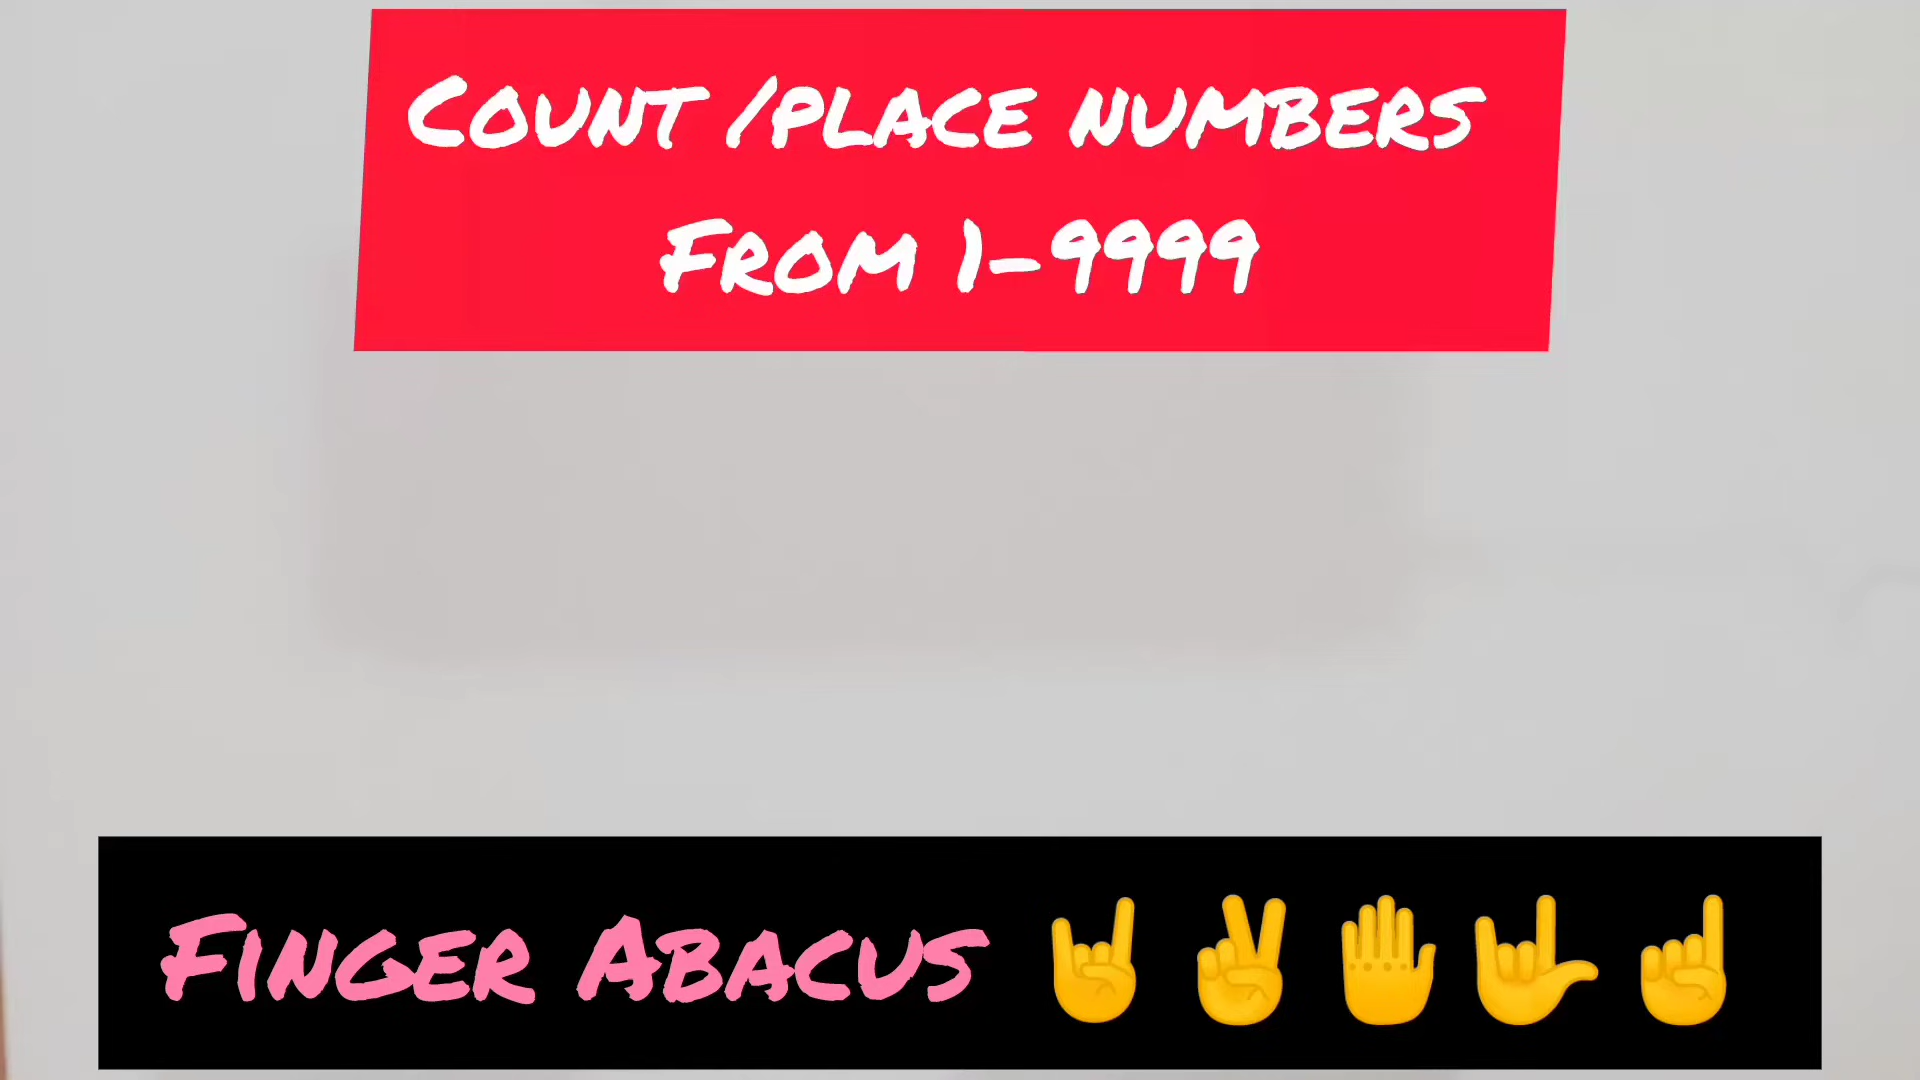 Count /place numbers
From 1-9999
Finger Abacus 🤘 ✌ 🤚 🤟 ☝